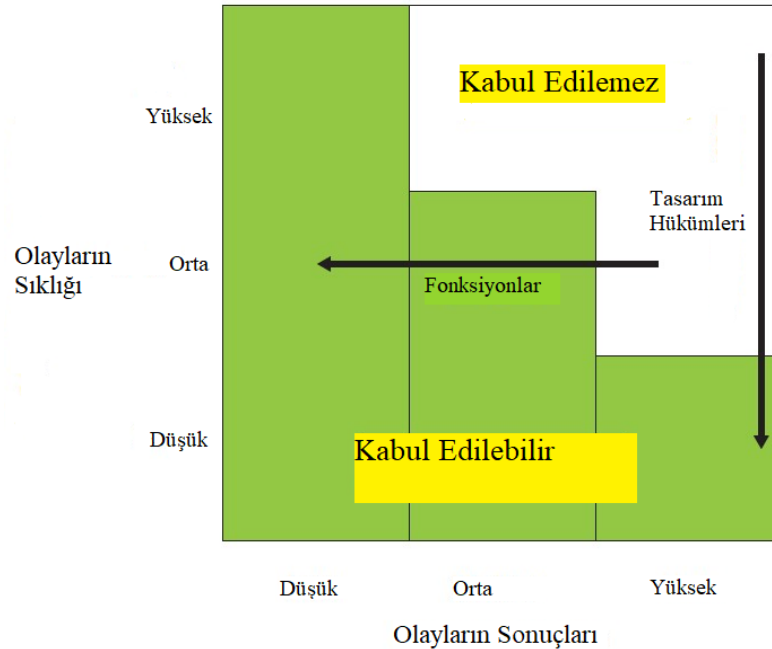 Kabul Edilemez
Yüksek
Tasarım
Hükümleri
Olayların
Sıklığı
Orta
Fonksiyonlar
Düşük
Kabul Edilebilir
Düşük
Orta
Yüksek
Olayların Sonuçları